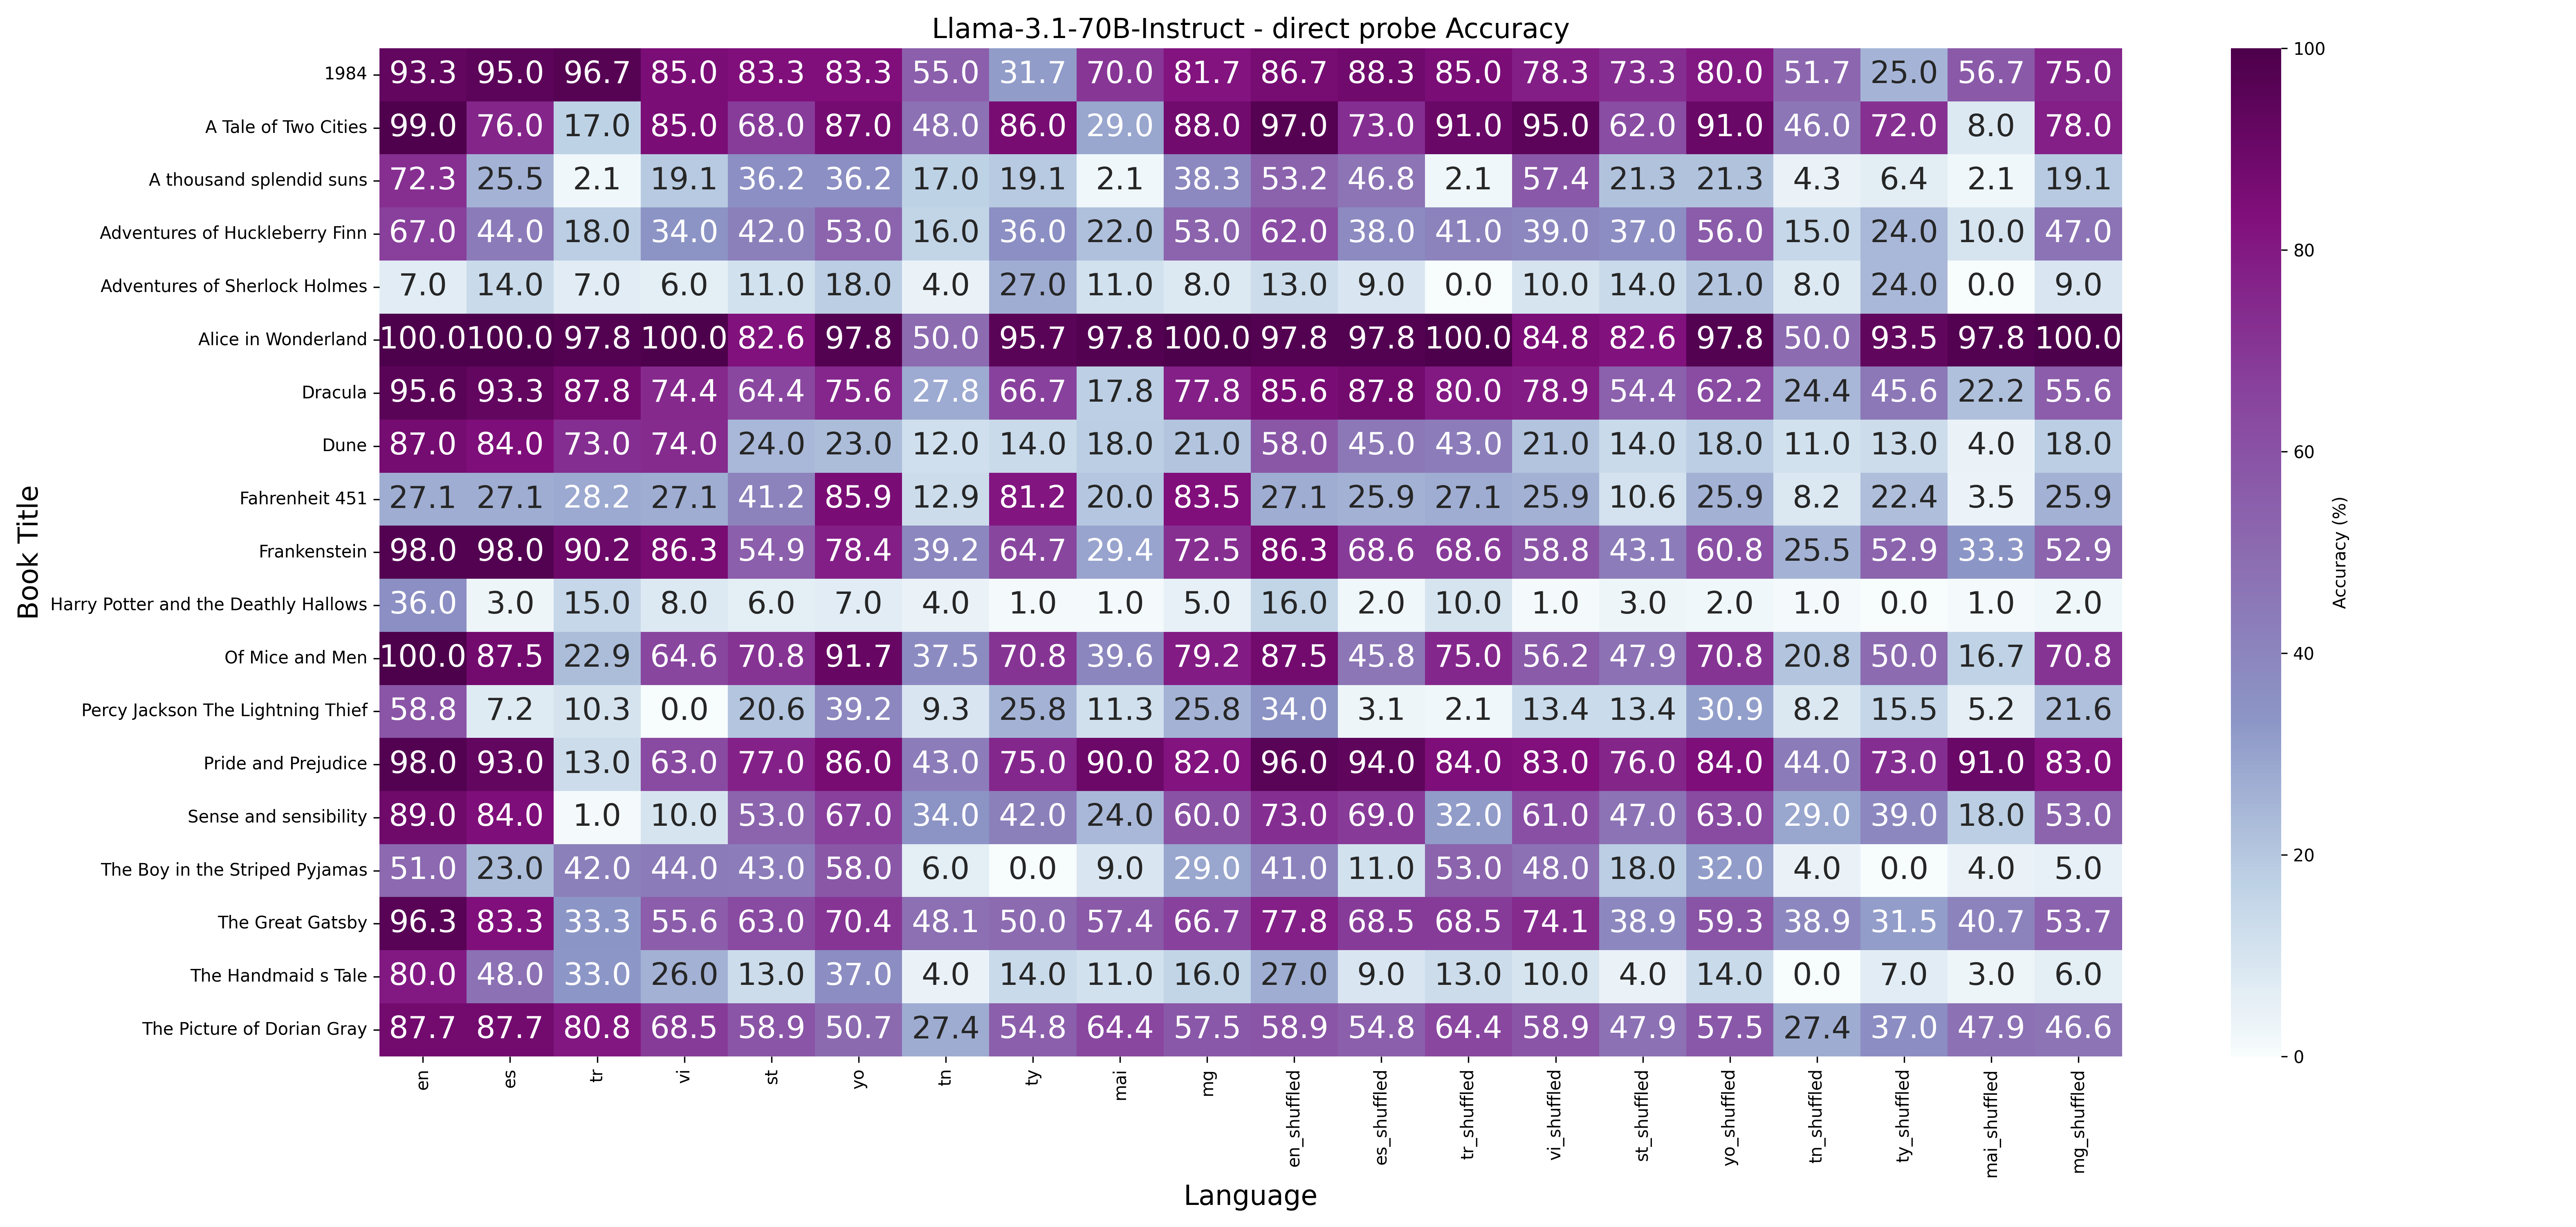 Llama-3.1-70B-Instruct - direct probe Accuracy
Book Title
1984 93.3 95.0 96.7 85.0 83.3 83.3 55.0 31.7 70.0 81.7 86.7 88.3 85.0 78.3 73.3 80.0 51.7 25.0 56.7 75.0
A Tale of Two Cities 99.0 76.0 17.0 85.0 68.0 87.0 48.0 86.0 29.0 88.0 97.0 73.0 91.0 95.0 62.0 91.0 46.0 72.0 8.0 78.0
A thousand splendid suns 72.3 25.5 2.1 19.1 36.2 36.2 17.0 19.1 2.1 38.3 53.2 46.8 2.1 57.4 21.3 21.3 4.3 6.4 2.1 19.1
Adventures of Huckleberry Finn 67.0 44.0 18.0 34.0 42.0 53.0 16.0 36.0 22.0 53.0 62.0 38.0 41.0 39.0 37.0 56.0 15.0 24.0 10.0 47.0
Adventures of Sherlock Holmes 7.0 14.0 7.0 6.0 11.0 18.0 4.0 27.0 11.0 8.0 13.0 9.0 0.0 10.0 14.0 21.0 8.0 24.0 0.0 9.0
Alice in Wonderland 100.0 100.0 97.8 100.0 82.6 97.8 50.0 95.7 97.8 100.0 97.8 97.8 100.0 84.8 82.6 97.8 50.0 93.5 97.8 100.0
Dracula 95.6 93.3 87.8 74.4 64.4 75.6 27.8 66.7 17.8 77.8 85.6 87.8 80.0 78.9 54.4 62.2 24.4 45.6 22.2 55.6
Dune 87.0 84.0 73.0 74.0 24.0 23.0 12.0 14.0 18.0 21.0 58.0 45.0 43.0 21.0 14.0 18.0 11.0 13.0 4.0 18.0
Fahrenheit 451 27.1 27.1 28.2 27.1 41.2 85.9 12.9 81.2 20.0 83.5 27.1 25.9 27.1 25.9 10.6 25.9 8.2 22.4 3.5 25.9
Frankenstein 98.0 98.0 90.2 86.3 54.9 78.4 39.2 64.7 29.4 72.5 86.3 68.6 68.6 58.8 43.1 60.8 25.5 52.9 33.3 52.9
Harry Potter and the Deathly Hallows 36.0 3.0 15.0 8.0 6.0 7.0 4.0 1.0 1.0 5.0 16.0 2.0 10.0 1.0 3.0 2.0 1.0 0.0 1.0 2.0
Of Mice and Men 100.0 87.5 22.9 64.6 70.8 91.7 37.5 70.8 39.6 79.2 87.5 45.8 75.0 56.2 47.9 70.8 20.8 50.0 16.7 70.8
Percy Jackson The Lightning Thief 58.8 7.2 10.3 0.0 20.6 39.2 9.3 25.8 11.3 25.8 34.0 3.1 2.1 13.4 13.4 30.9 8.2 15.5 5.2 21.6
Pride and Prejudice 98.0 93.0 13.0 63.0 77.0 86.0 43.0 75.0 90.0 82.0 96.0 94.0 84.0 83.0 76.0 84.0 44.0 73.0 91.0 83.0
Sense and sensibility 89.0 84.0 1.0 10.0 53.0 67.0 34.0 42.0 24.0 60.0 73.0 69.0 32.0 61.0 47.0 63.0 29.0 39.0 18.0 53.0
The Boy in the Striped Pyjamas 51.0 23.0 42.0 44.0 43.0 58.0 6.0 0.0 9.0 29.0 41.0 11.0 53.0 48.0 18.0 32.0 4.0 0.0 4.0 5.0
The Great Gatsby 96.3 83.3 33.3 55.6 63.0 70.4 48.1 50.0 57.4 66.7 77.8 68.5 68.5 74.1 38.9 59.3 38.9 31.5 40.7 53.7
The Handmaid s Tale 80.0 48.0 33.0 26.0 13.0 37.0 4.0 14.0 11.0 16.0 27.0 9.0 13.0 10.0 4.0 14.0 0.0 7.0 3.0 6.0
The Picture of Dorian Gray 87.7 87.7 80.8 68.5 58.9 50.7 27.4 54.8 64.4 57.5 58.9 54.8 64.4 58.9 47.9 57.5 27.4 37.0 47.9 46.6
en es tr vi st yo tn ty mai mg en_shuffled es_shuffled tr_shuffled vi_shuffled st_shuffled yo_shuffled tn_shuffled ty_shuffled mai_shuffled mg_shuffled
Language
100
80
60
40
20
0
Accuracy (%)